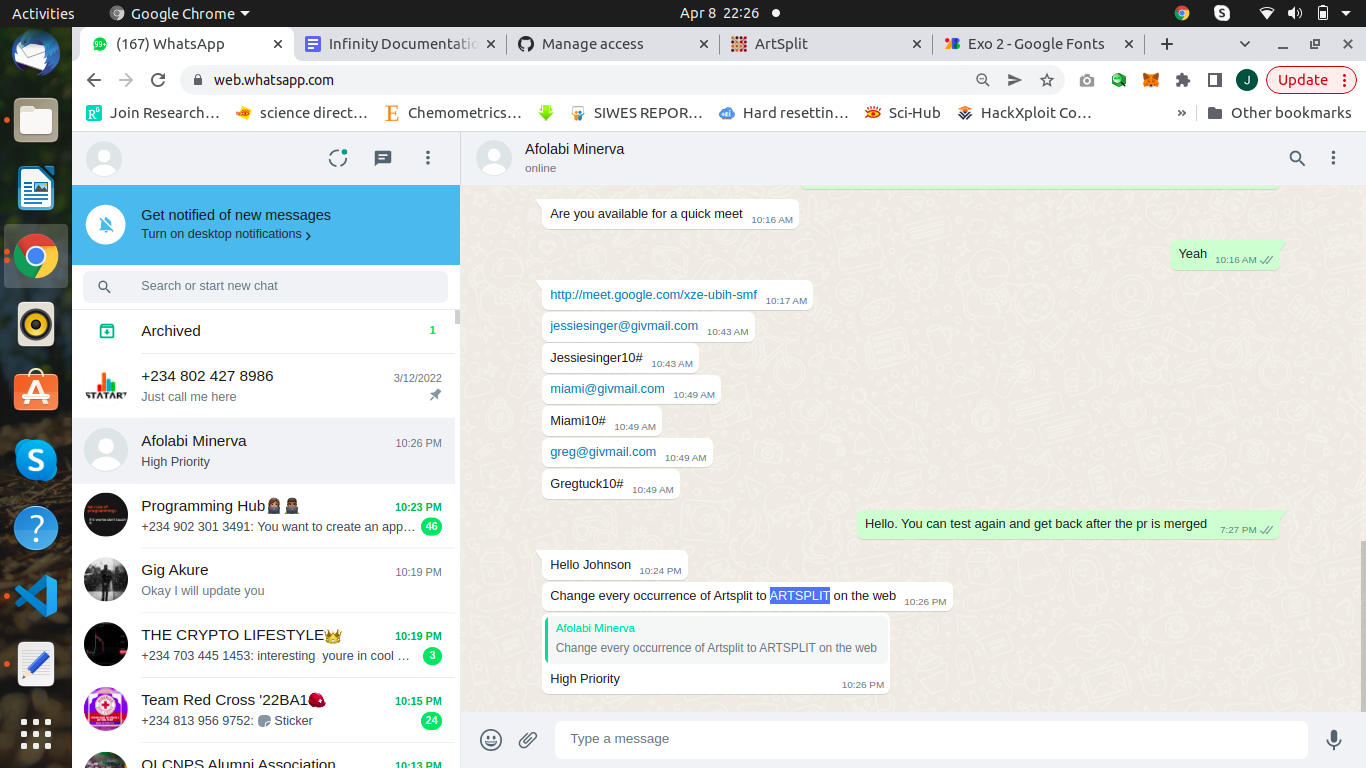 Activities
Google Chrome
Apr 8 22:26
(167) WhatsApp
Infinity Documentatio
Manage access
ArtSplit
Exo 2 - Google Fonts
web.whatsapp.com
J
Update
Join Research…
science direct…
Chemometrics…
SIWES REPOR…
Hard resettin…
Sci-Hub
HackXploit Co…
»
Other bookmarks
Get notified of new messages
Turn on desktop notifications ›
Search or start new chat
Archived
1
+234 802 427 8986
3/12/2022
Just call me here
STATART
Afolabi Minerva
10:26 PM
High Priority
Programming Hub
10:23 PM
+234 902 301 3491: You want to create an app…
46
Gig Akure
10:19 PM
Okay I will update you
THE CRYPTO LIFESTYLE
10:19 PM
+234 703 445 1453: interesting youre in cool …
3
Team Red Cross '22BA1
10:15 PM
+234 813 956 9752: Sticker
24
OLCNPS Alumni Association
10:13 PM
Afolabi Minerva
online
Are you available for a quick meet
10:16 AM
Yeah
10:16 AM
http://meet.google.com/xze-ubih-smf
10:17 AM
jessiesinger@givmail.com
10:43 AM
Jessiesinger10#
10:43 AM
miami@givmail.com
10:49 AM
Miami10#
10:49 AM
greg@givmail.com
10:49 AM
Gregtuck10#
10:49 AM
Hello. You can test again and get back after the pr is merged
7:27 PM
Hello Johnson
10:24 PM
Change every occurrence of Artsplit to ARTSPLIT on the web
10:26 PM
Afolabi Minerva
Change every occurrence of Artsplit to ARTSPLIT on the web
High Priority
10:26 PM
Type a message